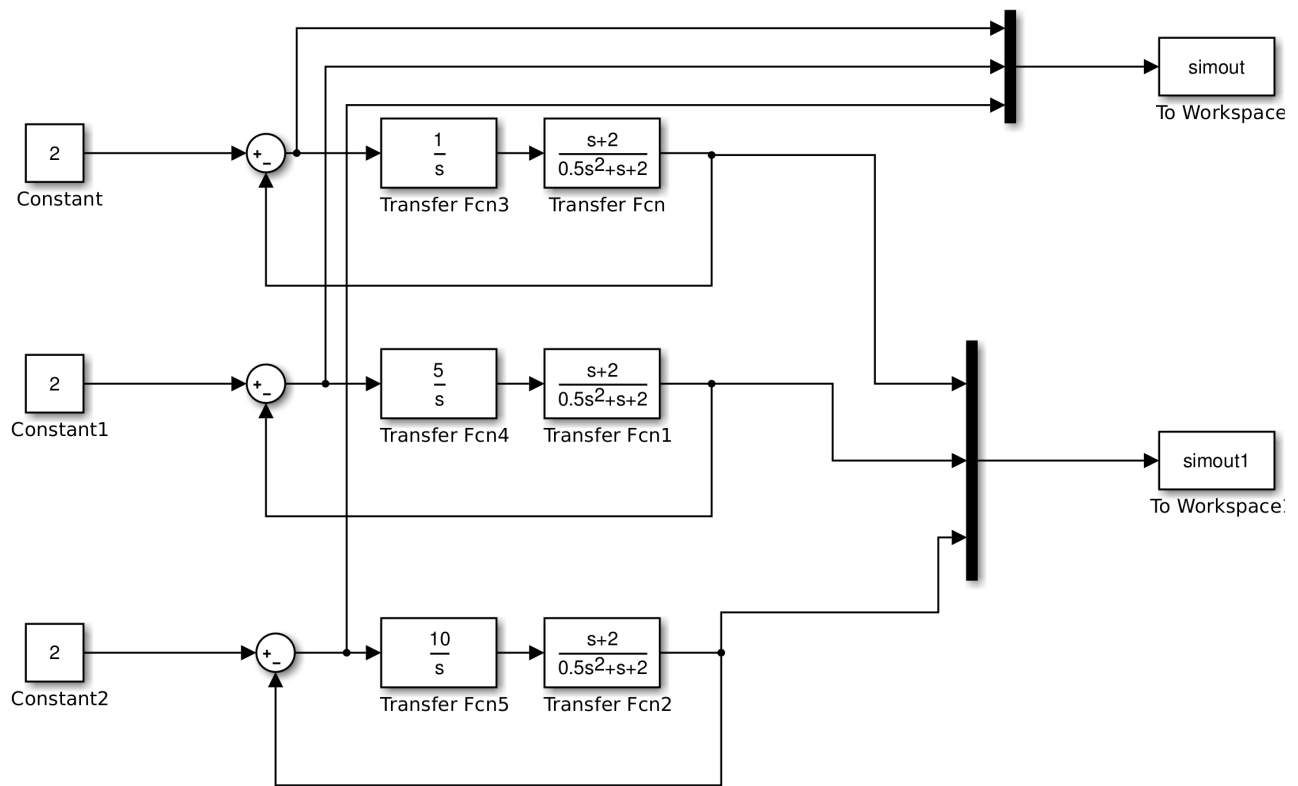 simout
To Workspace
2
Constant
+
−
1
s
Transfer Fcn3
s+2
0.5s²+s+2
Transfer Fcn
2
Constant1
+
−
5
s
Transfer Fcn4
s+2
0.5s²+s+2
Transfer Fcn1
simout1
To Workspace1
2
Constant2
+
−
10
s
Transfer Fcn5
s+2
0.5s²+s+2
Transfer Fcn2